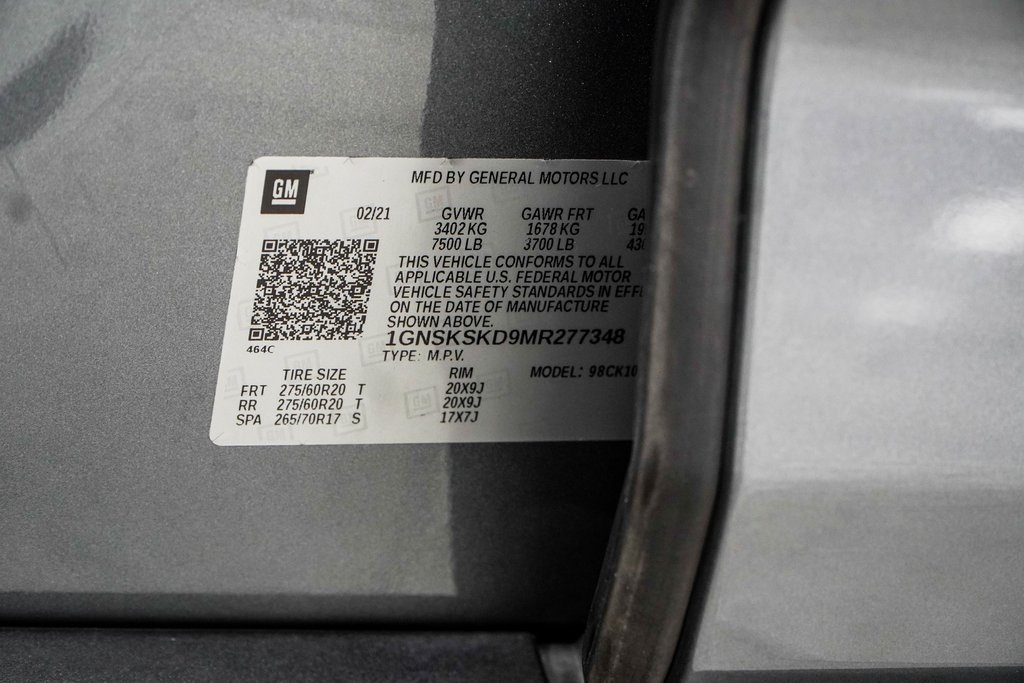 GM
MFD BY GENERAL MOTORS LLC
02/21 GVWR GAWR FRT GA
3402 KG 1678 KG 19
7500 LB 3700 LB 43
THIS VEHICLE CONFORMS TO ALL
APPLICABLE U.S. FEDERAL MOTOR
VEHICLE SAFETY STANDARDS IN EFF
ON THE DATE OF MANUFACTURE
SHOWN ABOVE.
1GNSKSKD9MR277348
464C
TYPE: M.P.V.
TIRE SIZE RIM MODEL: 98CK10
FRT 275/60R20 T 20X9J
RR 275/60R20 T 20X9J
SPA 265/70R17 S 17X7J